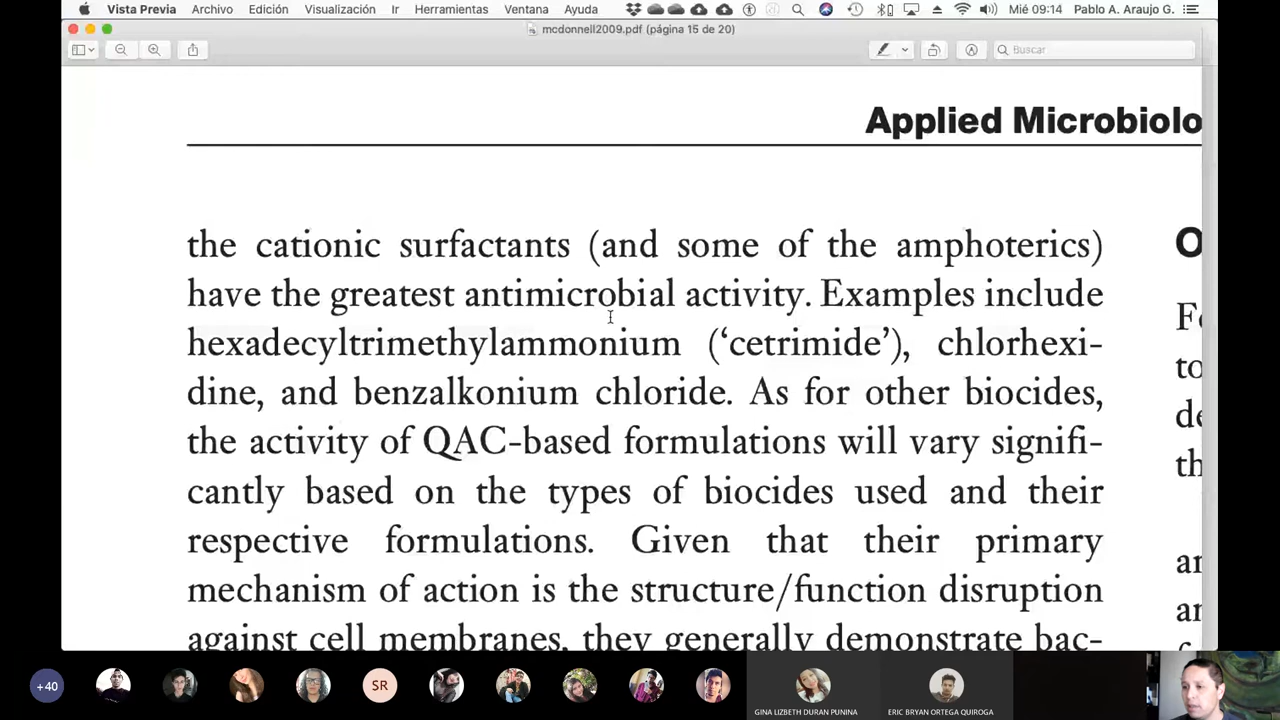 Vista Previa Archivo Edición Visualización Ir Herramientas Ventana Ayuda Mié 09:14 Pablo A. Araujo G.
mcdonnell2009.pdf (página 15 de 20)
Buscar
Applied Microbiolo
the cationic surfactants (and some of the amphoterics)
have the greatest antimicrobial activity. Examples include
hexadecyltrimethylammonium (‘cetrimide’), chlorhexi-
dine, and benzalkonium chloride. As for other biocides,
the activity of QAC-based formulations will vary signifi-
cantly based on the types of biocides used and their
respective formulations. Given that their primary
mechanism of action is the structure/function disruption
against cell membranes, they generally demonstrate bac-
to
de
th
an
an
+40
SR
GINA LIZBETH DURAN PUNINA
ERIC BRYAN ORTEGA QUIROGA